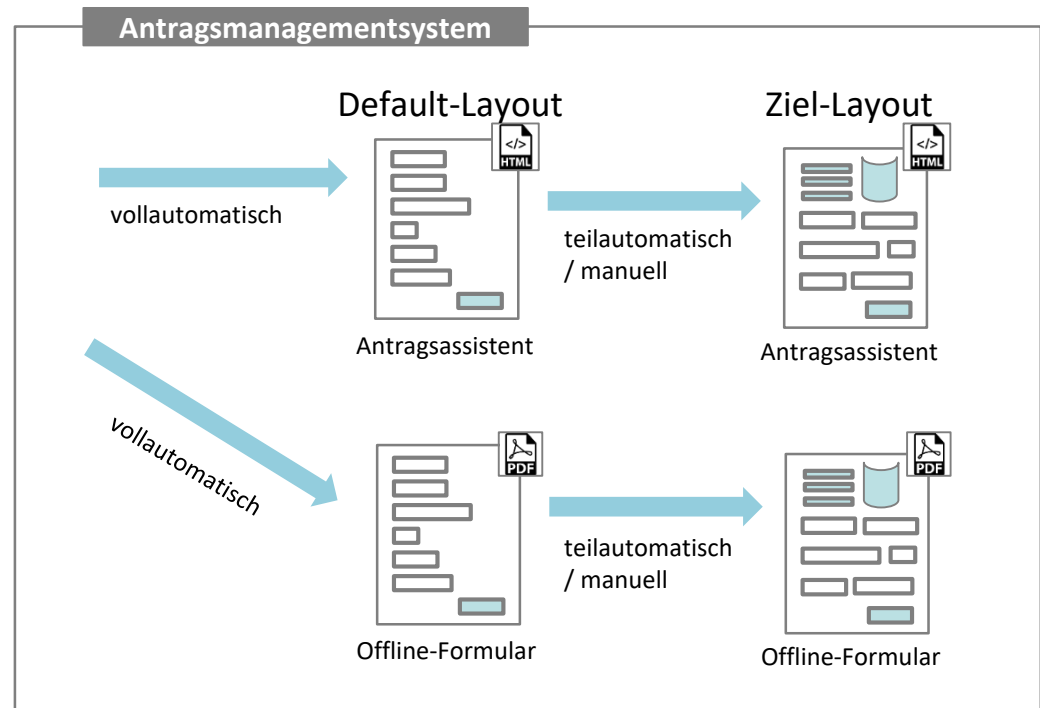 Antragsmanagementsystem
Default-Layout
Ziel-Layout
</>
HTML
</>
HTML
vollautomatisch
teilautomatisch
/ manuell
Antragsassistent
Antragsassistent
vollautomatisch
PDF
PDF
teilautomatisch
/ manuell
Offline-Formular
Offline-Formular